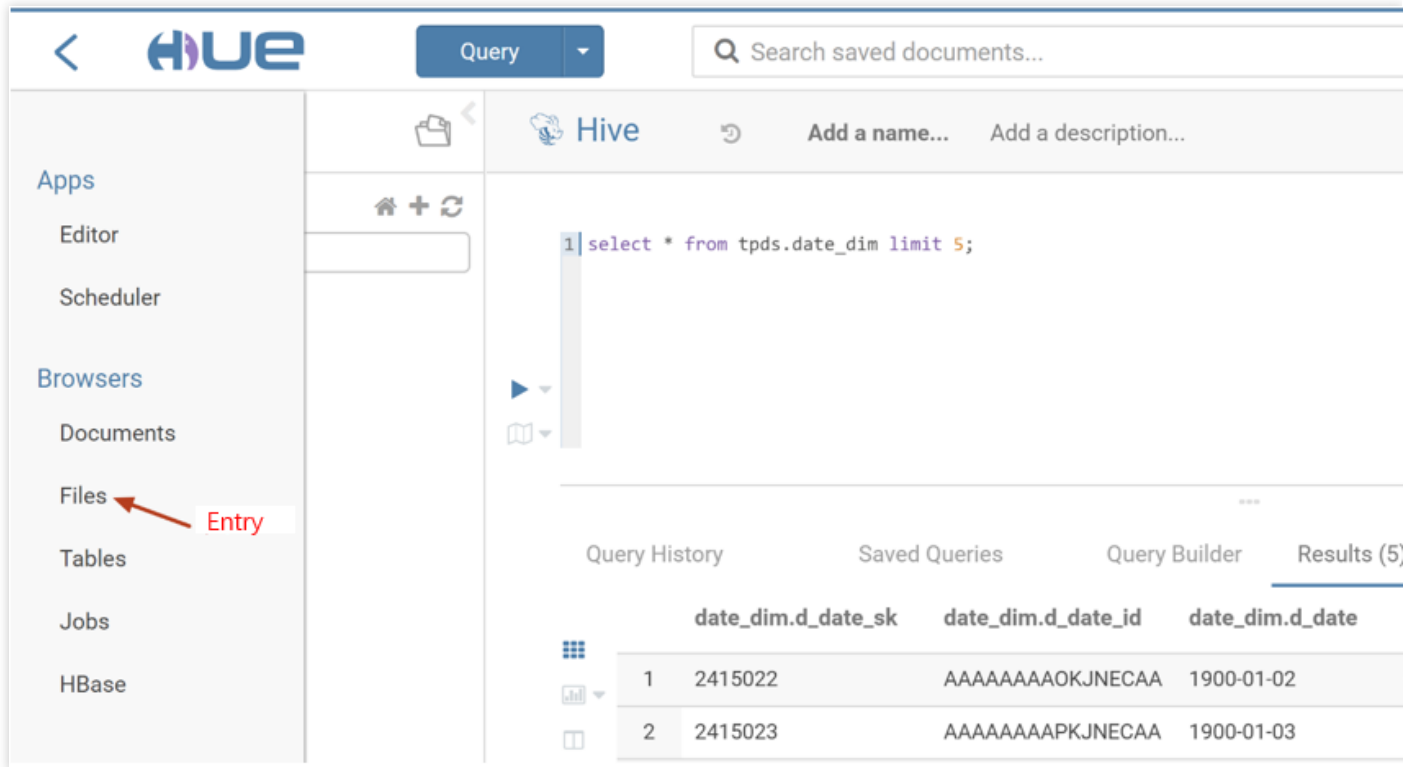 HUE
Query
Search saved documents...
Hive
Add a name...
Add a description...
Apps
Editor
Scheduler
Browsers
Documents
Files
Entry
Tables
Jobs
HBase
1 select * from tpds.date_dim limit 5;
Query History Saved Queries Query Builder Results (5)
date_dim.d_date_sk date_dim.d_date_id date_dim.d_date
1 2415022 AAAAAAAAOKJNECAA 1900-01-02
2 2415023 AAAAAAAAPKJNECAA 1900-01-03